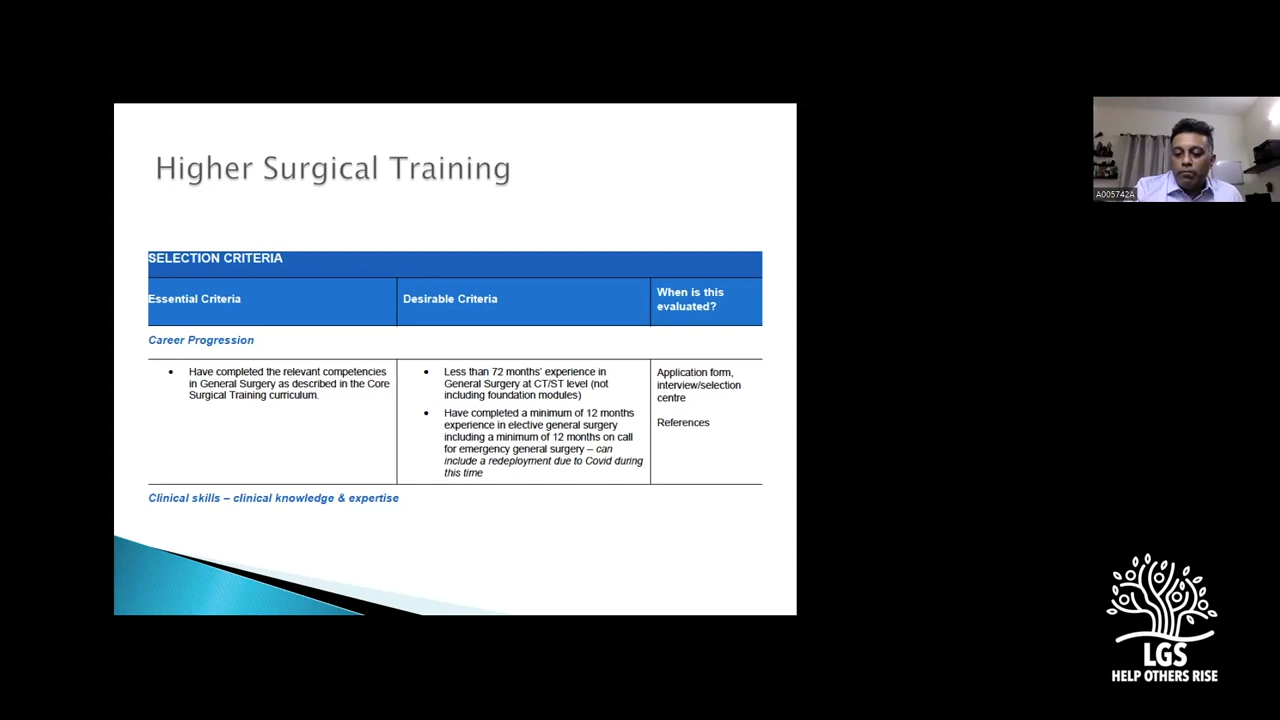 Higher Surgical Training
SELECTION CRITERIA
Essential Criteria
Desirable Criteria
When is this
evaluated?
Career Progression
• Have completed the relevant competencies
in General Surgery as described in the Core
Surgical Training curriculum.
• Less than 72 months' experience in
General Surgery at CT/ST level (not
including foundation modules)
• Have completed a minimum of 12 months
experience in elective general surgery
including a minimum of 12 months on call
for emergency general surgery – can
include a redeployment due to Covid during
this time
Application form,
interview/selection
centre
References
Clinical skills – clinical knowledge & expertise
A005742A
LGS
HELP OTHERS RISE